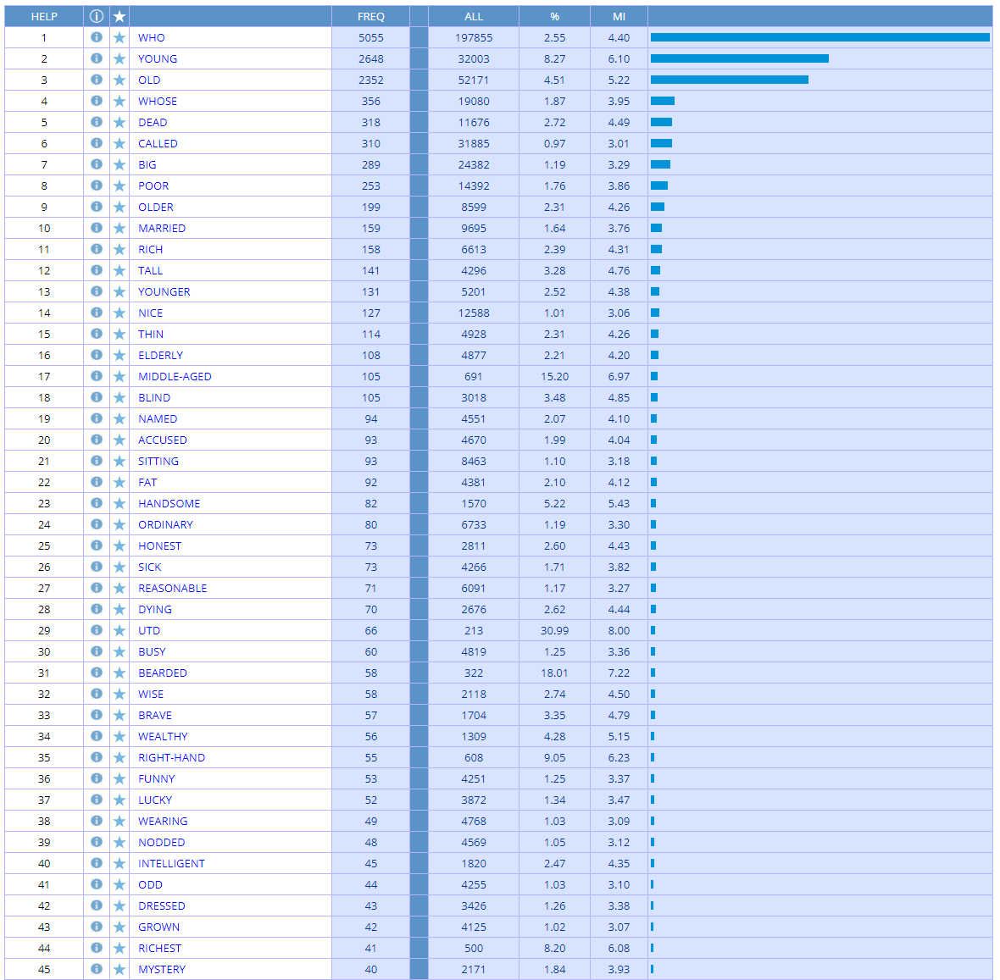 HELP FREQ ALL % MI
1 WHO 5055 197855 2.55 4.40
2 YOUNG 2648 32003 8.27 6.10
3 OLD 2352 52171 4.51 5.22
4 WHOSE 356 19080 1.87 3.95
5 DEAD 318 11676 2.72 4.49
6 CALLED 310 31885 0.97 3.01
7 BIG 289 24382 1.19 3.29
8 POOR 253 14392 1.76 3.86
9 OLDER 199 8599 2.31 4.26
10 MARRIED 159 9695 1.64 3.76
11 RICH 158 6613 2.39 4.31
12 TALL 141 4296 3.28 4.76
13 YOUNGER 131 5201 2.52 4.38
14 NICE 127 12588 1.01 3.06
15 THIN 114 4928 2.31 4.26
16 ELDERLY 108 4877 2.21 4.20
17 MIDDLE-AGED 105 691 15.20 6.97
18 BLIND 105 3018 3.48 4.85
19 NAMED 94 4551 2.07 4.10
20 ACCUSED 93 4670 1.99 4.04
21 SITTING 93 8463 1.10 3.18
22 FAT 92 4381 2.10 4.12
23 HANDSOME 82 1570 5.22 5.43
24 ORDINARY 80 6733 1.19 3.30
25 HONEST 73 2811 2.60 4.43
26 SICK 73 4266 1.71 3.82
27 REASONABLE 71 6091 1.17 3.27
28 DYING 70 2676 2.62 4.44
29 UTD 66 213 30.99 8.00
30 BUSY 60 4819 1.25 3.36
31 BEARDED 58 322 18.01 7.22
32 WISE 58 2118 2.74 4.50
33 BRAVE 57 1704 3.35 4.79
34 WEALTHY 56 1309 4.28 5.15
35 RIGHT-HAND 55 608 9.05 6.23
36 FUNNY 53 4251 1.25 3.37
37 LUCKY 52 3872 1.34 3.47
38 WEARING 49 4768 1.03 3.09
39 NODDED 48 4569 1.05 3.12
40 INTELLIGENT 45 1820 2.47 4.35
41 ODD 44 4255 1.03 3.10
42 DRESSED 43 3426 1.26 3.38
43 GROWN 42 4125 1.02 3.07
44 RICHEST 41 500 8.20 6.08
45 MYSTERY 40 2171 1.84 3.93